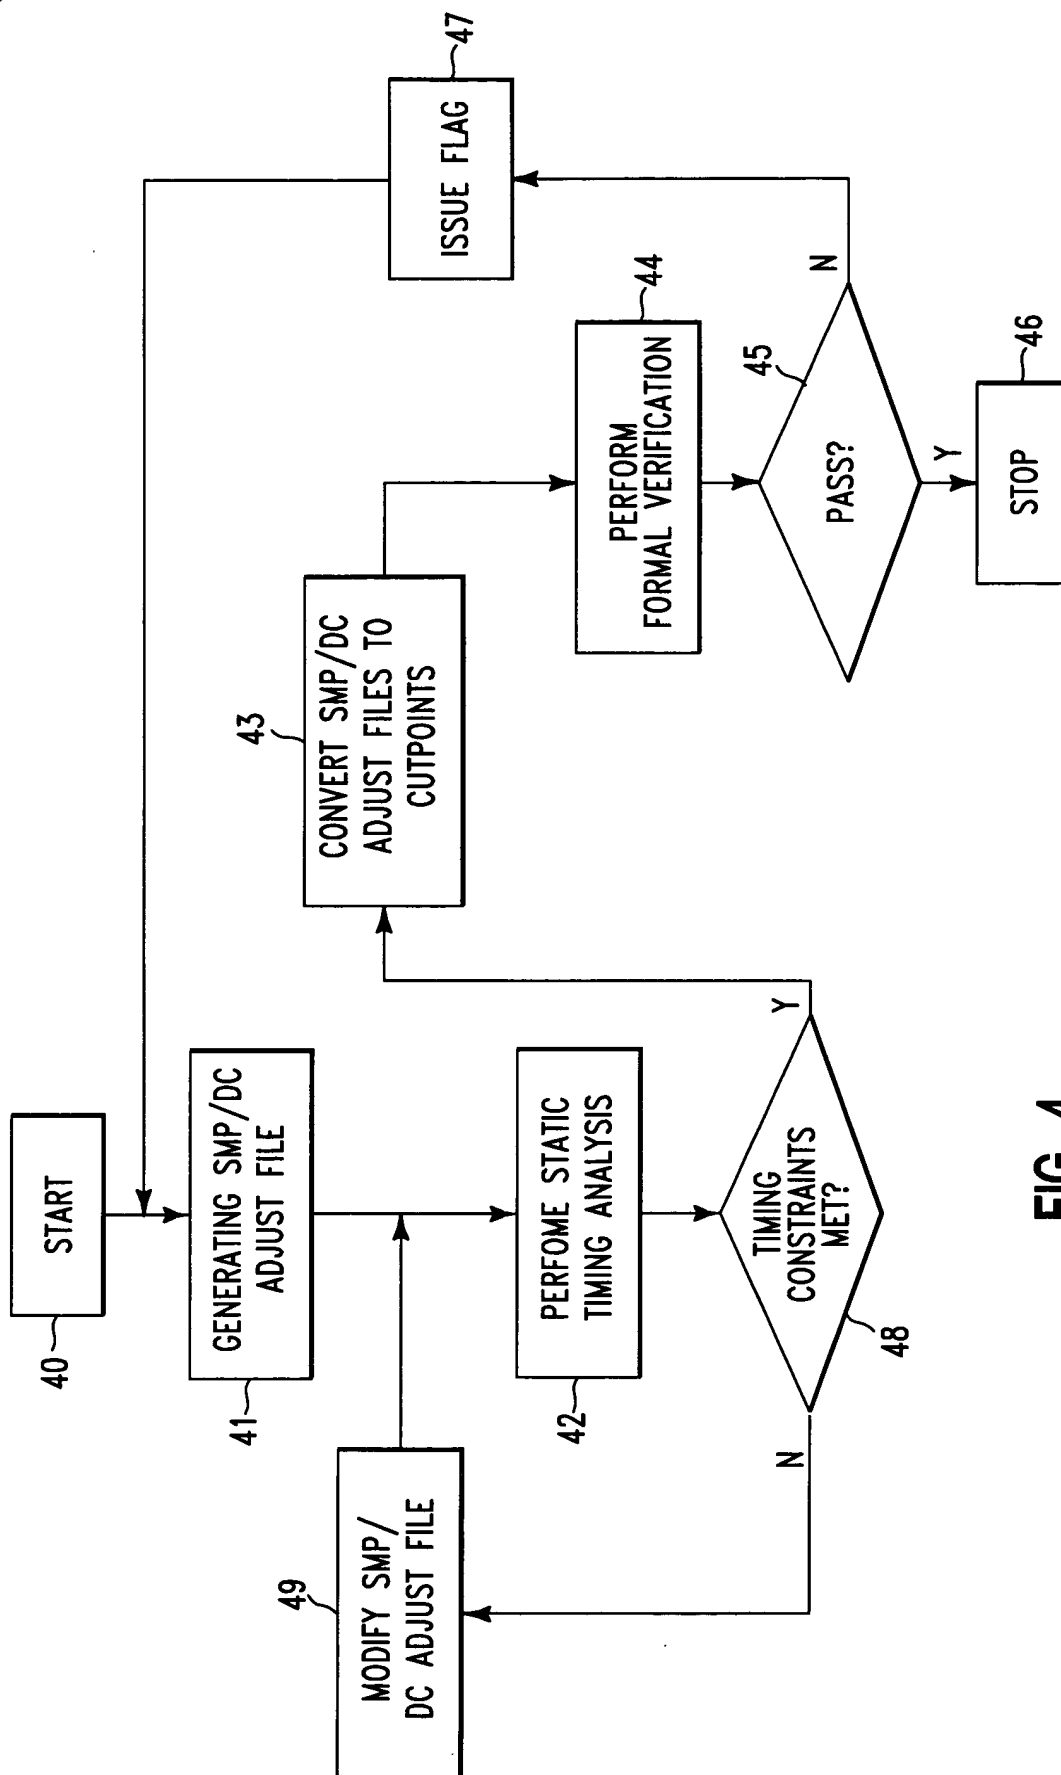 START
40
GENERATING SMP/DC
ADJUST FILE
41
MODIFY SMP/
DC ADJUST FILE
49
PERFOME STATIC
TIMING ANALYSIS
42
TIMING
CONSTRAINTS
MET?
48
N
Y
CONVERT SMP/DC
ADJUST FILES TO
CUTPOINTS
43
PERFORM
FORMAL VERIFICATION
44
PASS?
45
N
Y
ISSUE FLAG
47
STOP
46
FIG. 4